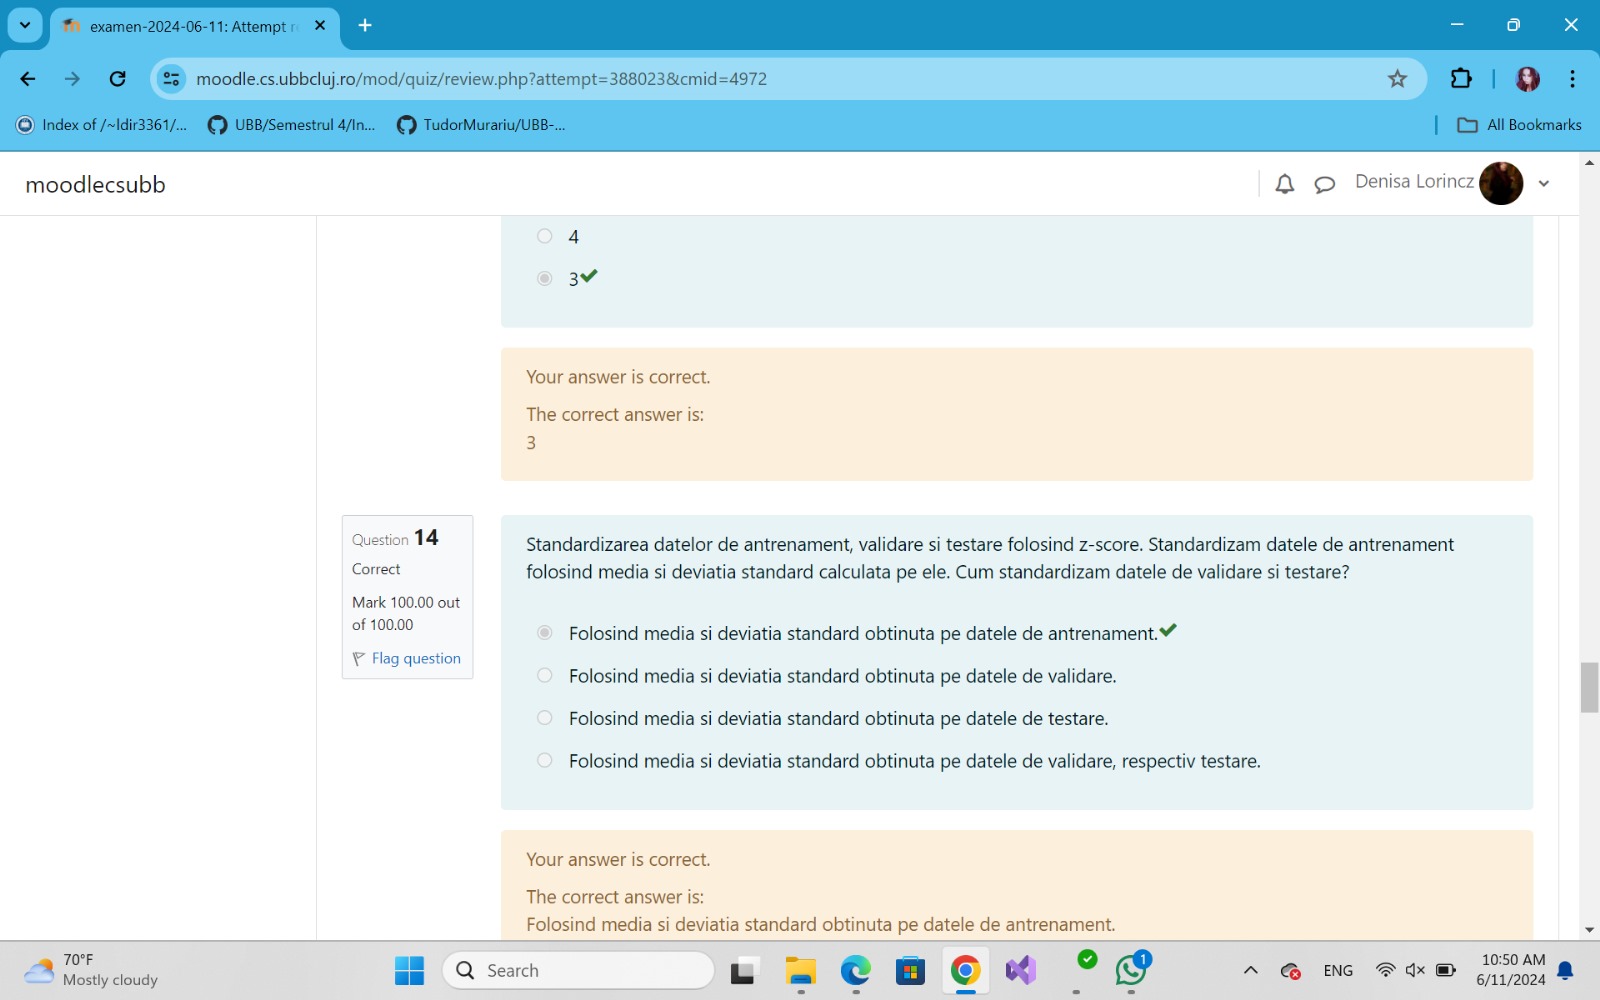 examen-2024-06-11: Attempt r
moodle.cs.ubbcluj.ro/mod/quiz/review.php?attempt=388023&cmid=4972
Index of /~ldir3361/...
UBB/Semestrul 4/In...
TudorMurariu/UBB-...
All Bookmarks
moodlecsubb
Denisa Lorincz
4
3
Your answer is correct.
The correct answer is:
3
Question 14
Correct
Mark 100.00 out
of 100.00
Flag question
Standardizarea datelor de antrenament, validare si testare folosind z-score. Standardizam datele de antrenament
folosind media si deviatia standard calculata pe ele. Cum standardizam datele de validare si testare?
Folosind media si deviatia standard obtinuta pe datele de antrenament.
Folosind media si deviatia standard obtinuta pe datele de validare.
Folosind media si deviatia standard obtinuta pe datele de testare.
Folosind media si deviatia standard obtinuta pe datele de validare, respectiv testare.
Your answer is correct.
The correct answer is:
Folosind media si deviatia standard obtinuta pe datele de antrenament.
70°F
Mostly cloudy
Search
1
ENG
10:50 AM
6/11/2024